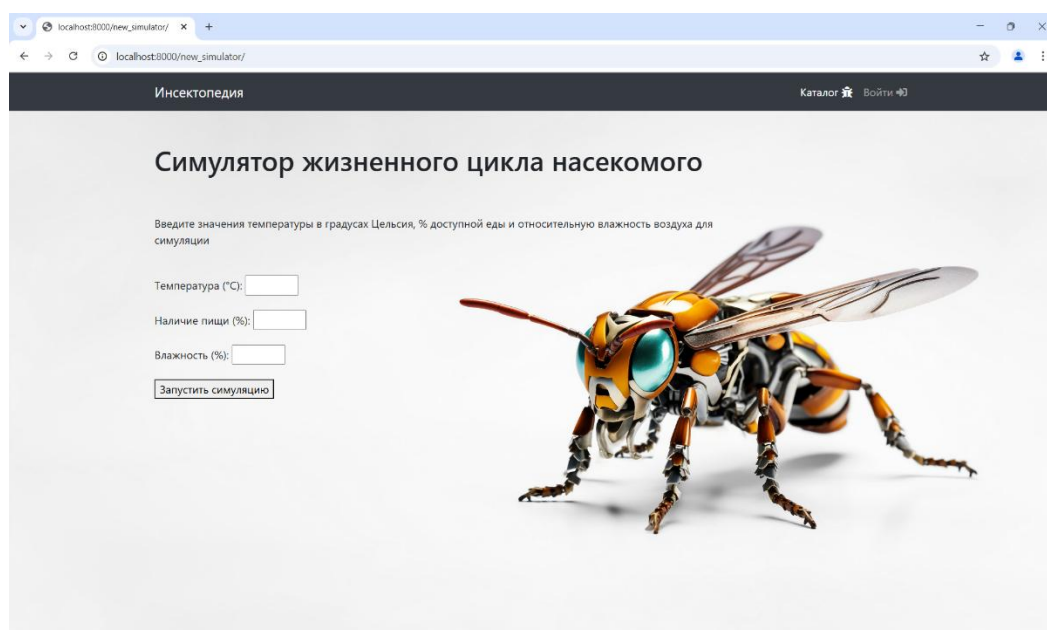 localhost:8000/new_simulator/
localhost:8000/new_simulator/
Инсектопедия
Каталог Войти
Симулятор жизненного цикла насекомого
Введите значения температуры в градусах Цельсия, % доступной еды и относительную влажность воздуха для
симуляции
Температура (°C):
Наличие пищи (%):
Влажность (%):
Запустить симуляцию